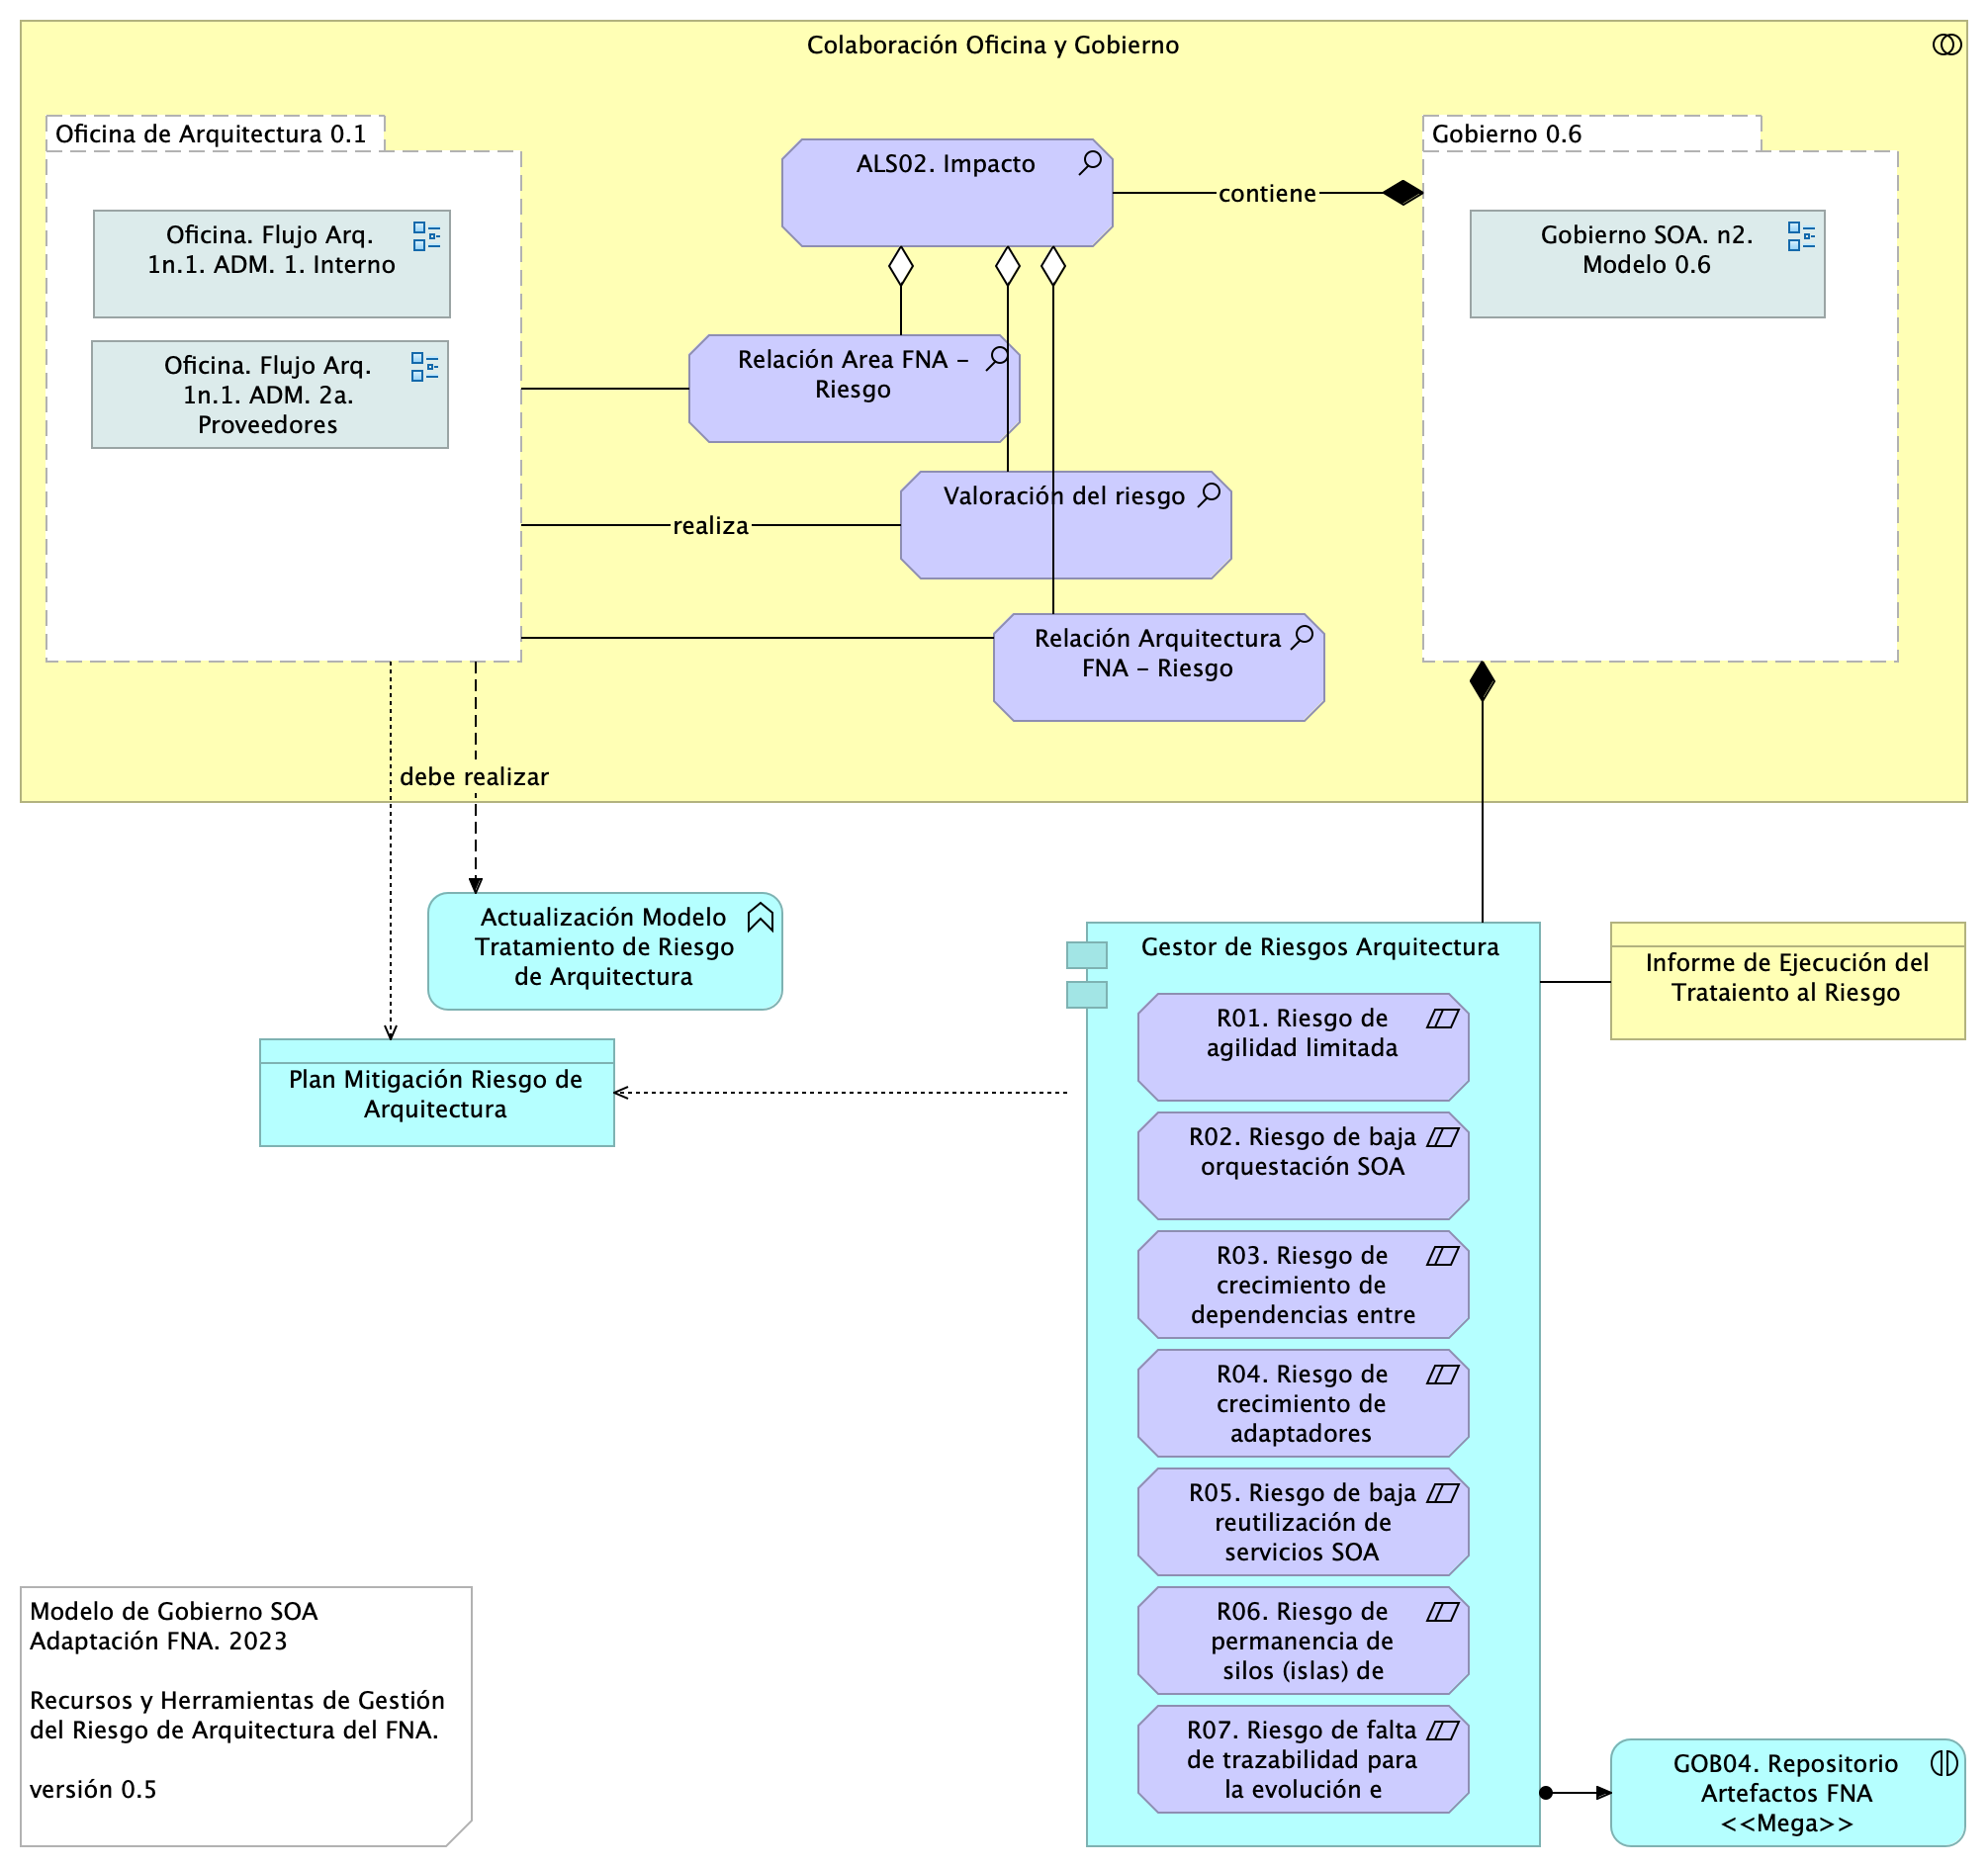 Colaboración Oficina y Gobierno
Oficina de Arquitectura 0.1
Oficina. Flujo Arq.
1n.1. ADM. 1. Interno
Oficina. Flujo Arq.
1n.1. ADM. 2a.
Proveedores
ALS02. Impacto
contiene
Gobierno 0.6
Gobierno SOA. n2.
Modelo 0.6
Relación Area FNA –
Riesgo
Valoración del riesgo
realiza
Relación Arquitectura
FNA – Riesgo
debe realizar
Actualización Modelo
Tratamiento de Riesgo
de Arquitectura
Plan Mitigación Riesgo de
Arquitectura
Gestor de Riesgos Arquitectura
R01. Riesgo de
agilidad limitada
R02. Riesgo de baja
orquestación SOA
R03. Riesgo de
crecimiento de
dependencias entre
R04. Riesgo de
crecimiento de
adaptadores
R05. Riesgo de baja
reutilización de
servicios SOA
R06. Riesgo de
permanencia de
silos (islas) de
R07. Riesgo de falta
de trazabilidad para
la evolución e
Informe de Ejecución del
Trataiento al Riesgo
GOB04. Repositorio
Artefactos FNA
<<Mega>>
Modelo de Gobierno SOA
Adaptación FNA. 2023
Recursos y Herramientas de Gestión
del Riesgo de Arquitectura del FNA.
versión 0.5